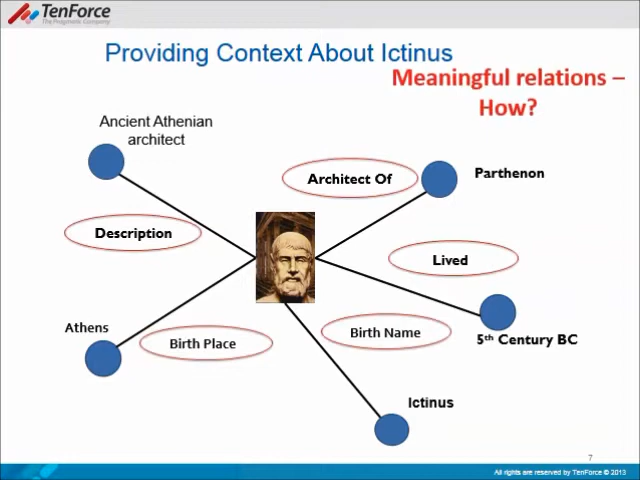 TenForce
The Pragmatic Company
Providing Context About Ictinus
Meaningful relations –
How?
Ancient Athenian
architect
Architect Of
Parthenon
Description
Lived
Athens
Birth Place
Birth Name
5th Century BC
Ictinus
7
All rights are reserved by TenForce © 2013